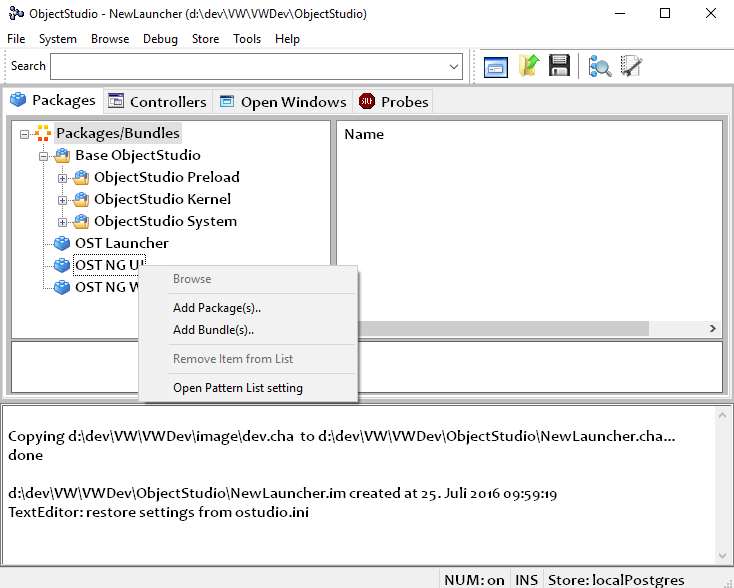 ObjectStudio - NewLauncher (d:\dev\VW\VWDev\ObjectStudio)
File System Browse Debug Store Tools Help
Search
Packages Controllers Open Windows Probes
Packages/Bundles
Name
Base ObjectStudio
ObjectStudio Preload
ObjectStudio Kernel
ObjectStudio System
OST Launcher
OST NG UI
OST NG W
Browse
Add Package(s)..
Add Bundle(s)..
Remove Item from List
Open Pattern List setting
Copying d:\dev\VW\VWDev\image\dev.cha to d:\dev\VW\VWDev\ObjectStudio\NewLauncher.cha...
done
d:\dev\VW\VWDev\ObjectStudio\NewLauncher.im created at 25. Juli 2016 09:59:19
TextEditor: restore settings from ostudio.ini
NUM: on INS Store: localPostgres